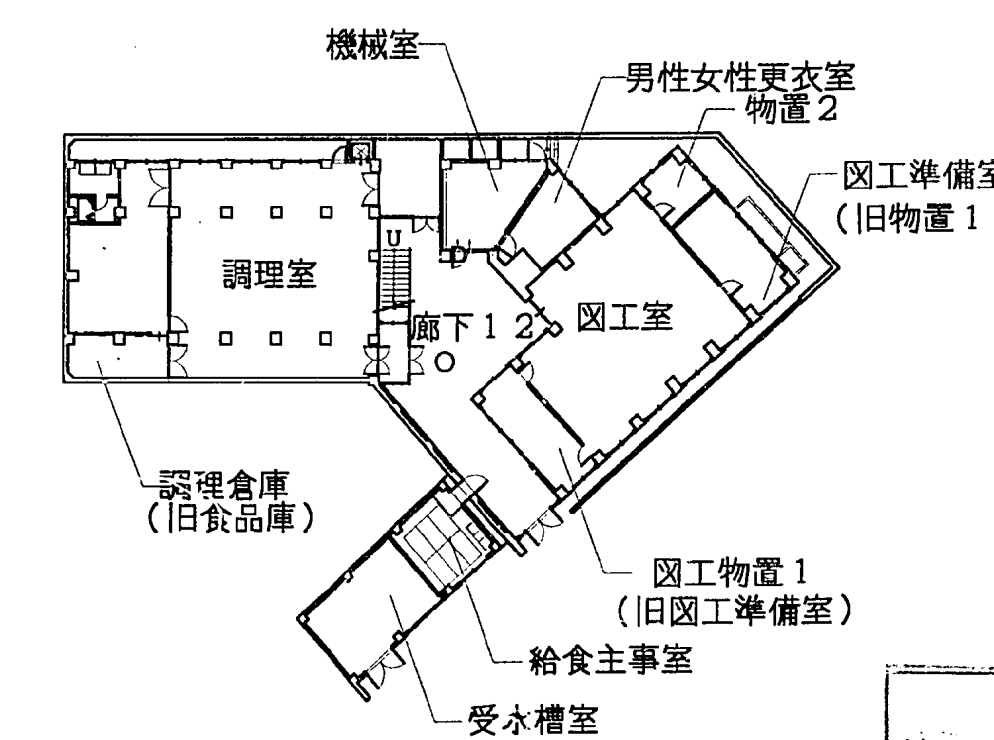 機械室
男性女性更衣室
物置2
図工準備室
(旧物置1
U
調理室
廊下12
図工室
調理倉庫
(旧食品庫)
図工物置1
(旧図工準備室)
給食主事室
受水槽室